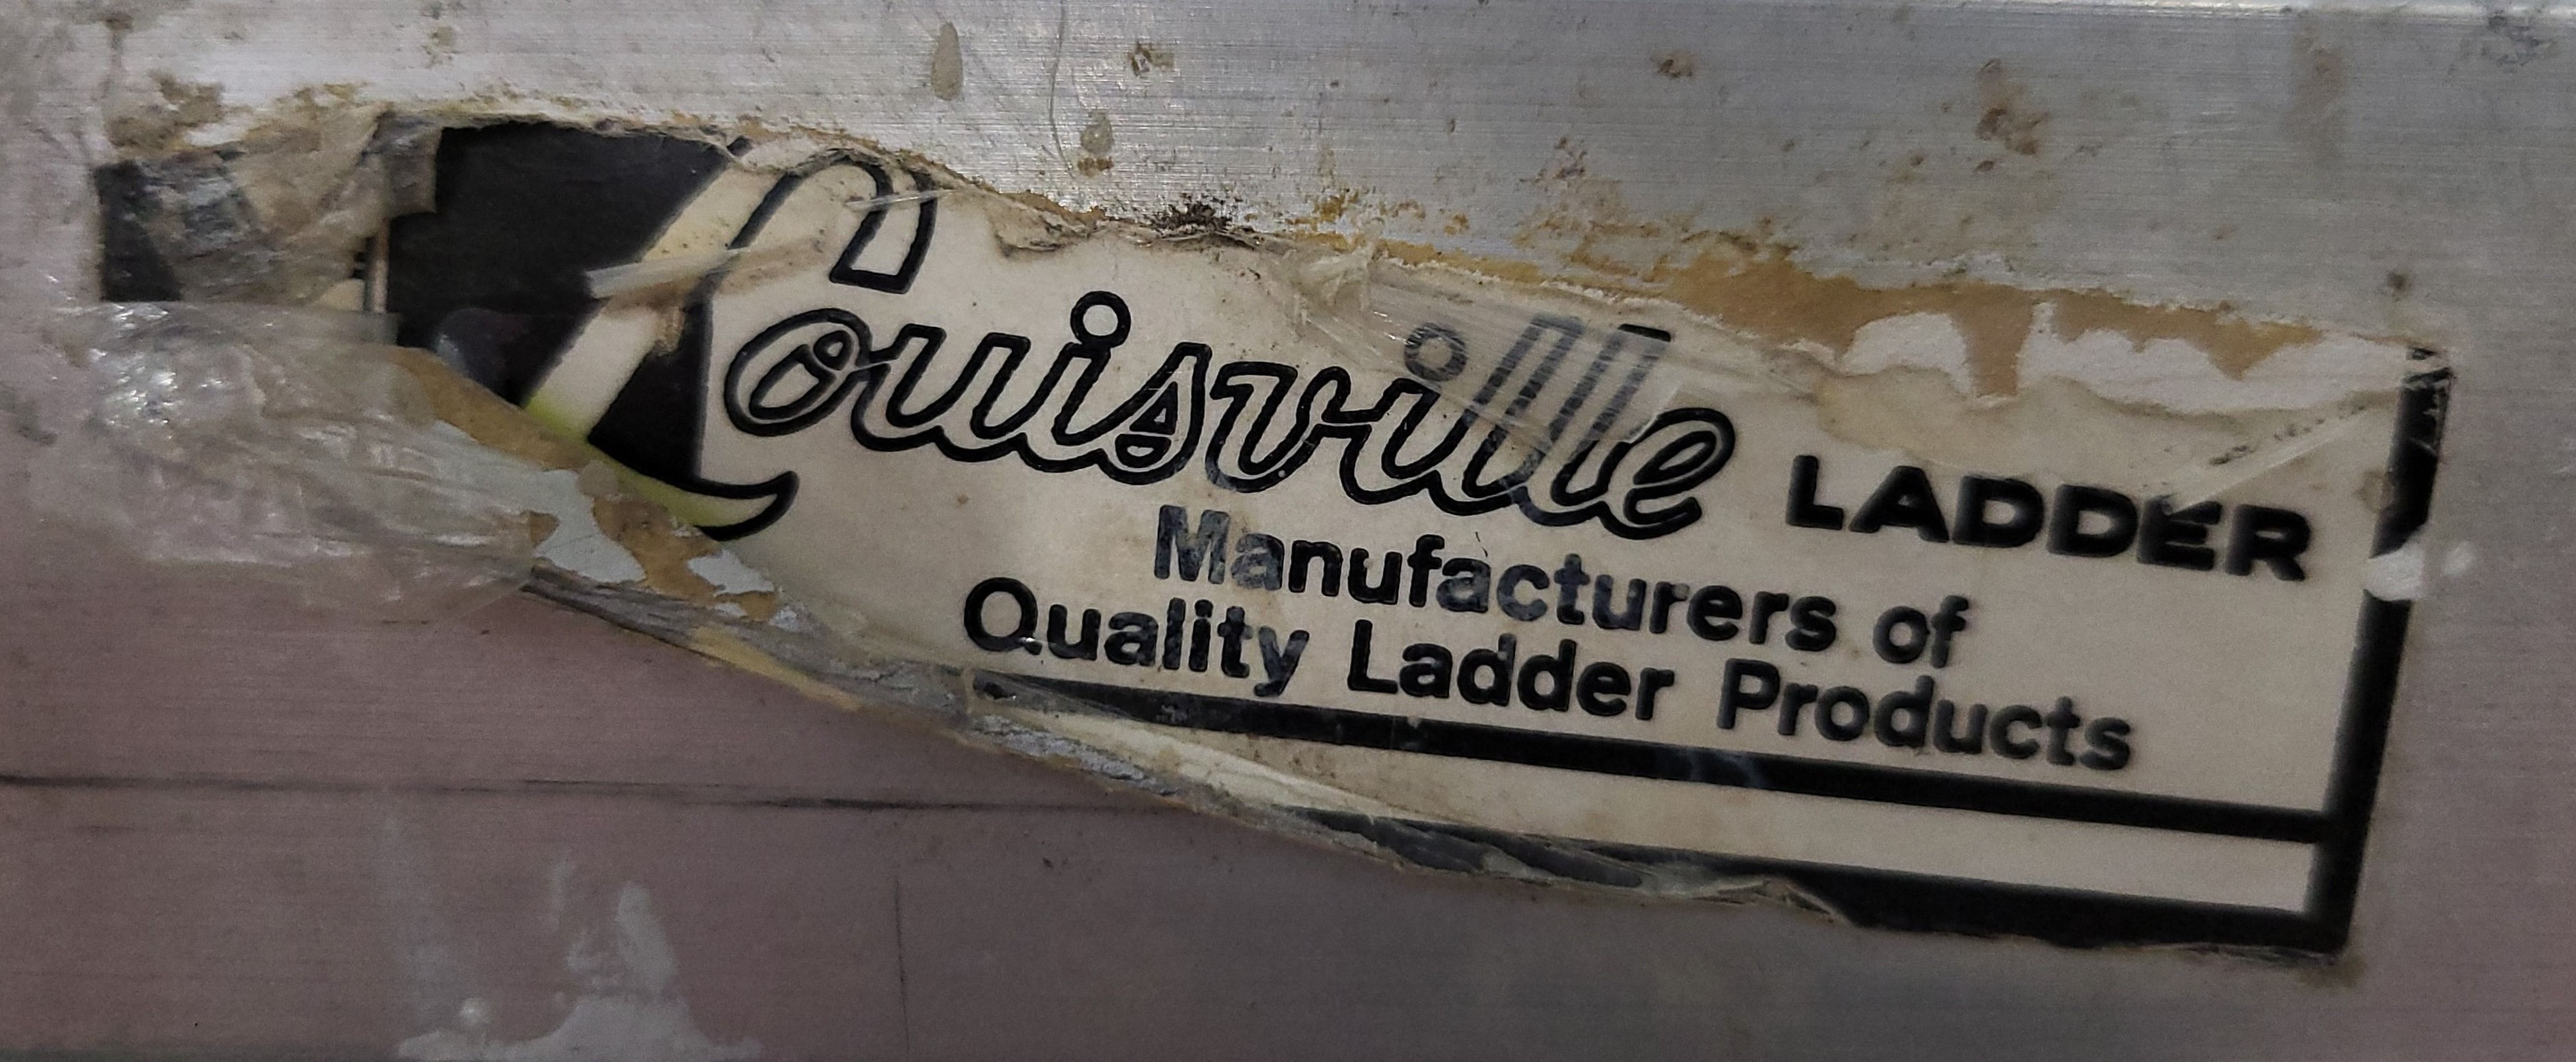 Louisville LADDER
Manufacturers of
Quality Ladder Products